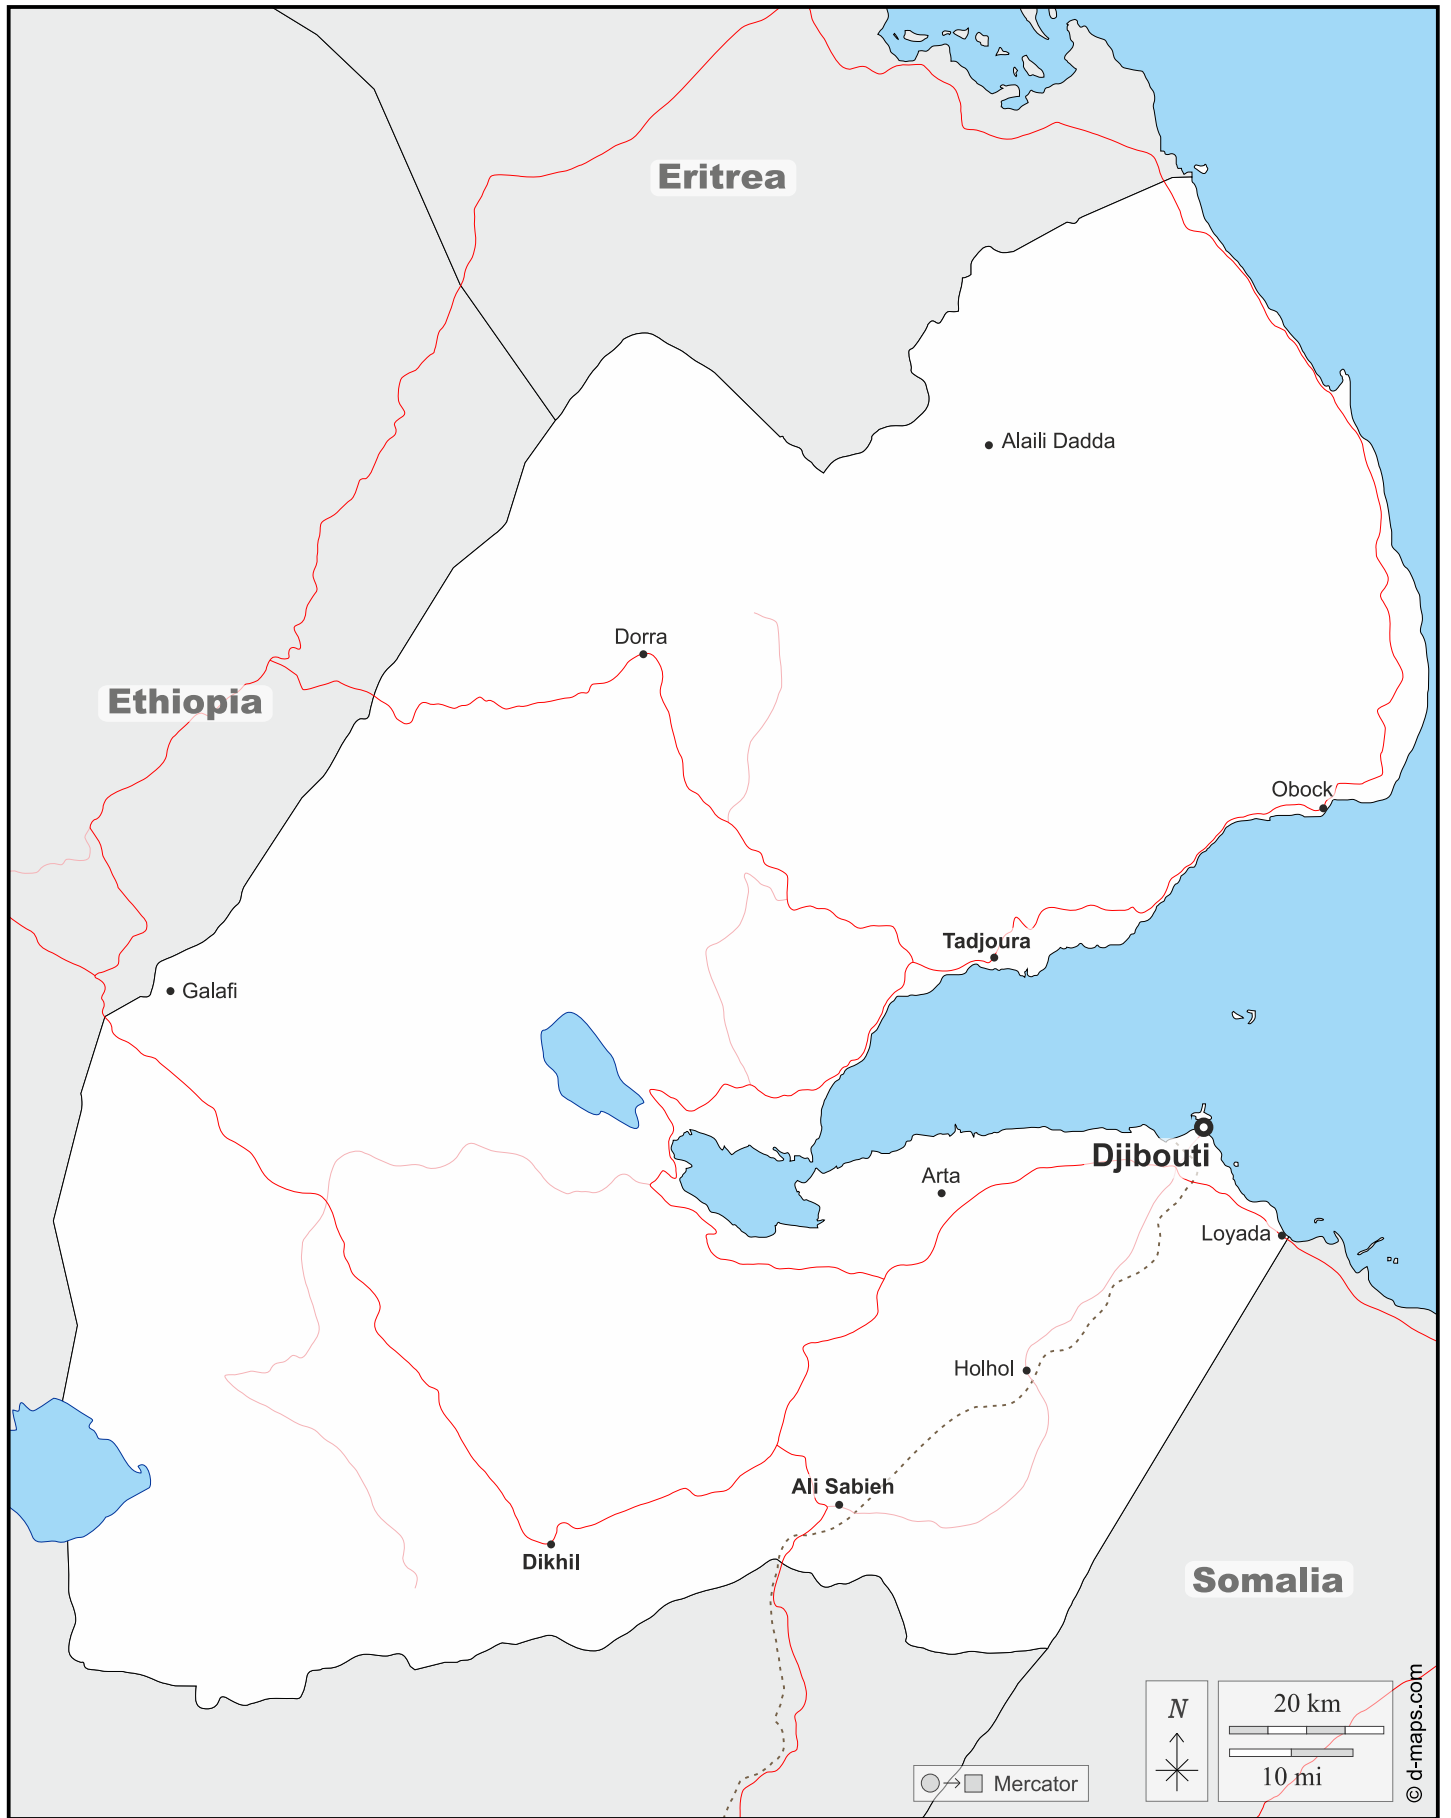 Eritrea
Alaili Dadda
Dorra
Ethiopia
Obock
Tadjoura
Galafi
Djibouti
Arta
Loyada
Holhol
Ali Sabieh
Dikhil
Somalia
N
20 km
10 mi
Mercator
© d-maps.com